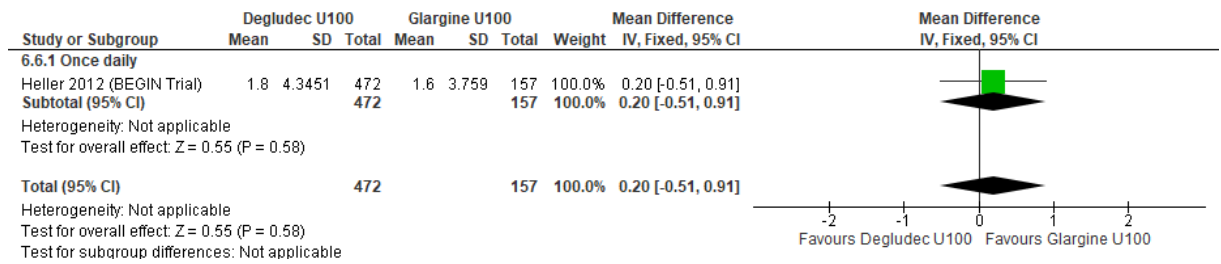 Degludec U100 Glargine U100 Mean Difference Mean Difference
Study or Subgroup Mean SD Total Mean SD Total Weight IV, Fixed, 95% CI IV, Fixed, 95% CI
6.6.1 Once daily
Heller 2012 (BEGIN Trial) 1.8 4.3451 472 1.6 3.759 157 100.0% 0.20 [-0.51, 0.91]
Subtotal (95% CI) 472 157 100.0% 0.20 [-0.51, 0.91]
Heterogeneity: Not applicable
Test for overall effect: Z = 0.55 (P = 0.58)
Total (95% CI) 472 157 100.0% 0.20 [-0.51, 0.91]
Heterogeneity: Not applicable
Test for overall effect: Z = 0.55 (P = 0.58)
Test for subgroup differences: Not applicable
-2 -1 0 1 2
Favours Degludec U100 Favours Glargine U100